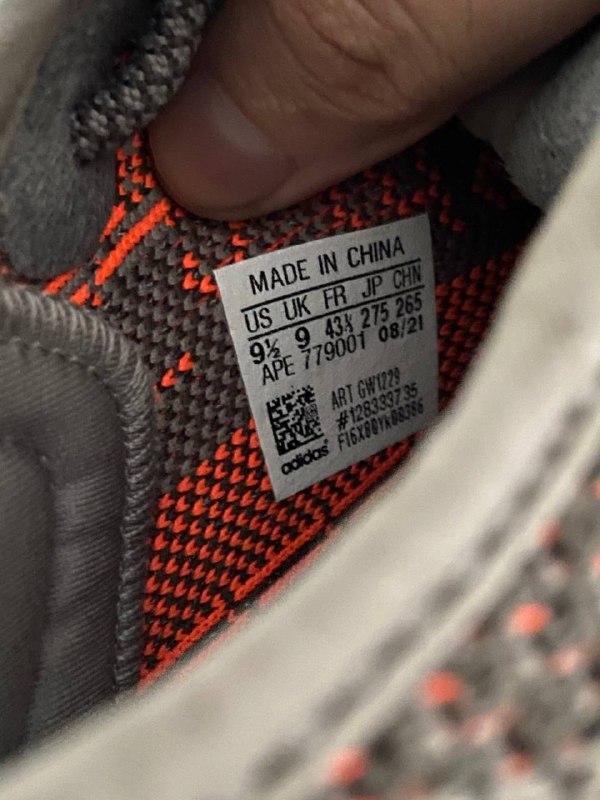 MADE IN CHINA
US UK FR JP CHN
9½ 9 43⅓ 275 265
APE 779001 08/21
ART GW1229
#128333735
adidas